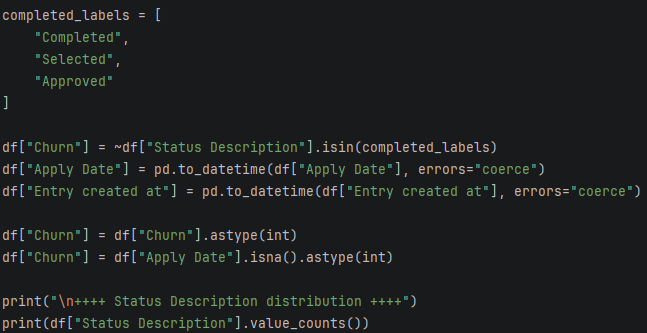 completed_labels = [
    "Completed",
    "Selected",
    "Approved"
]
df["Churn"] = ~df["Status Description"].isin(completed_labels)
df["Apply Date"] = pd.to_datetime(df["Apply Date"], errors="coerce")
df["Entry created at"] = pd.to_datetime(df["Entry created at"], errors="coerce")
df["Churn"] = df["Churn"].astype(int)
df["Churn"] = df["Apply Date"].isna().astype(int)
print("\n++++ Status Description distribution ++++")
print(df["Status Description"].value_counts())